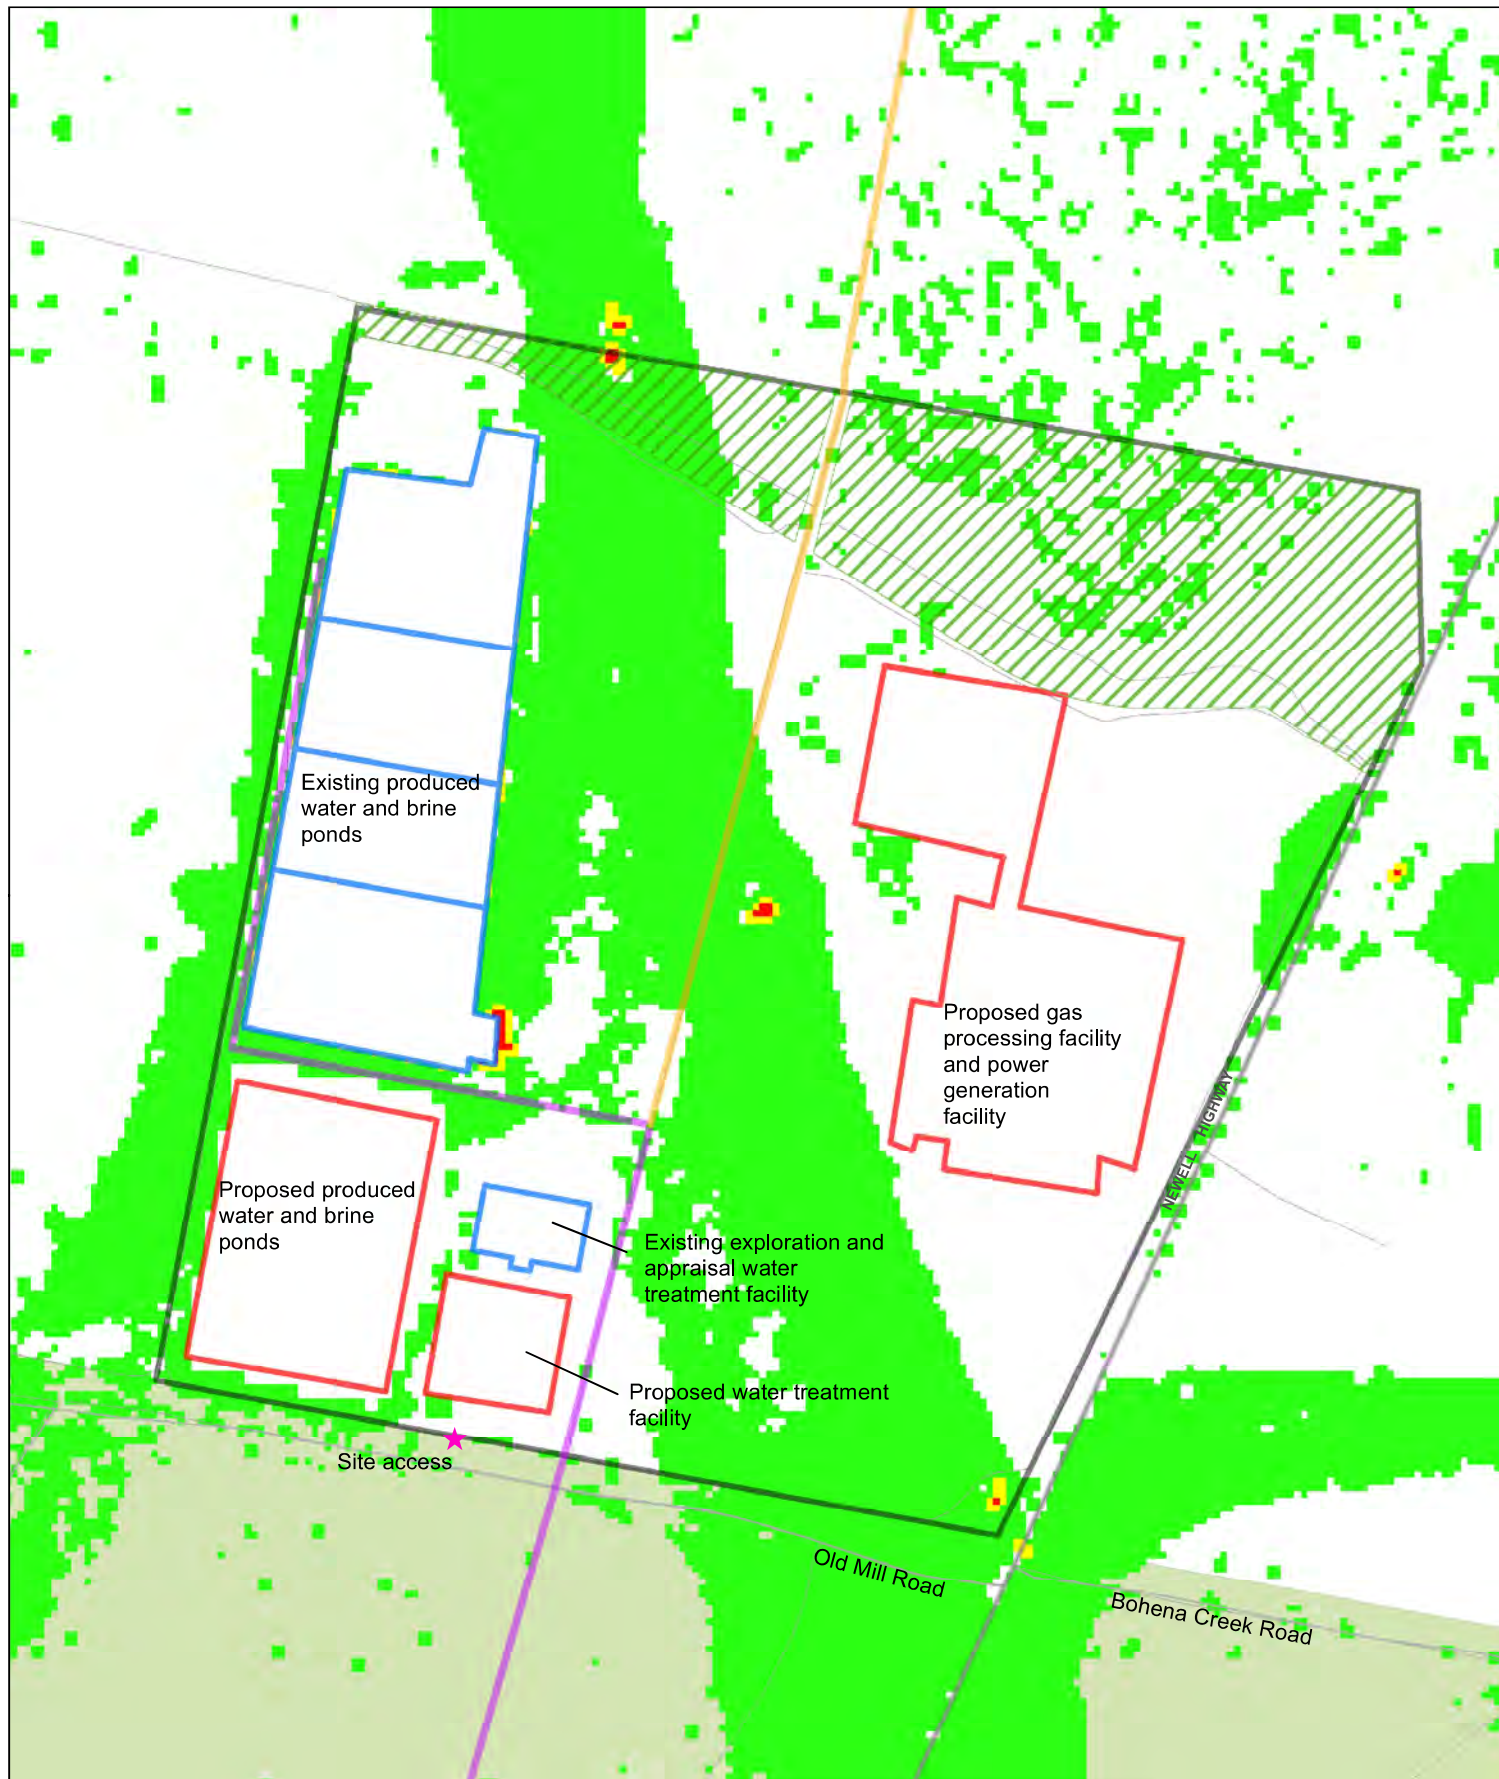 Existing produced
water and brine
ponds
Proposed gas
processing facility
and power
generation
facility
NEWELL HIGHWAY
Proposed produced
water and brine
ponds
Existing exploration and
appraisal water
treatment facility
Proposed water treatment
facility
Site access
Old Mill Road
Bohena Creek Road